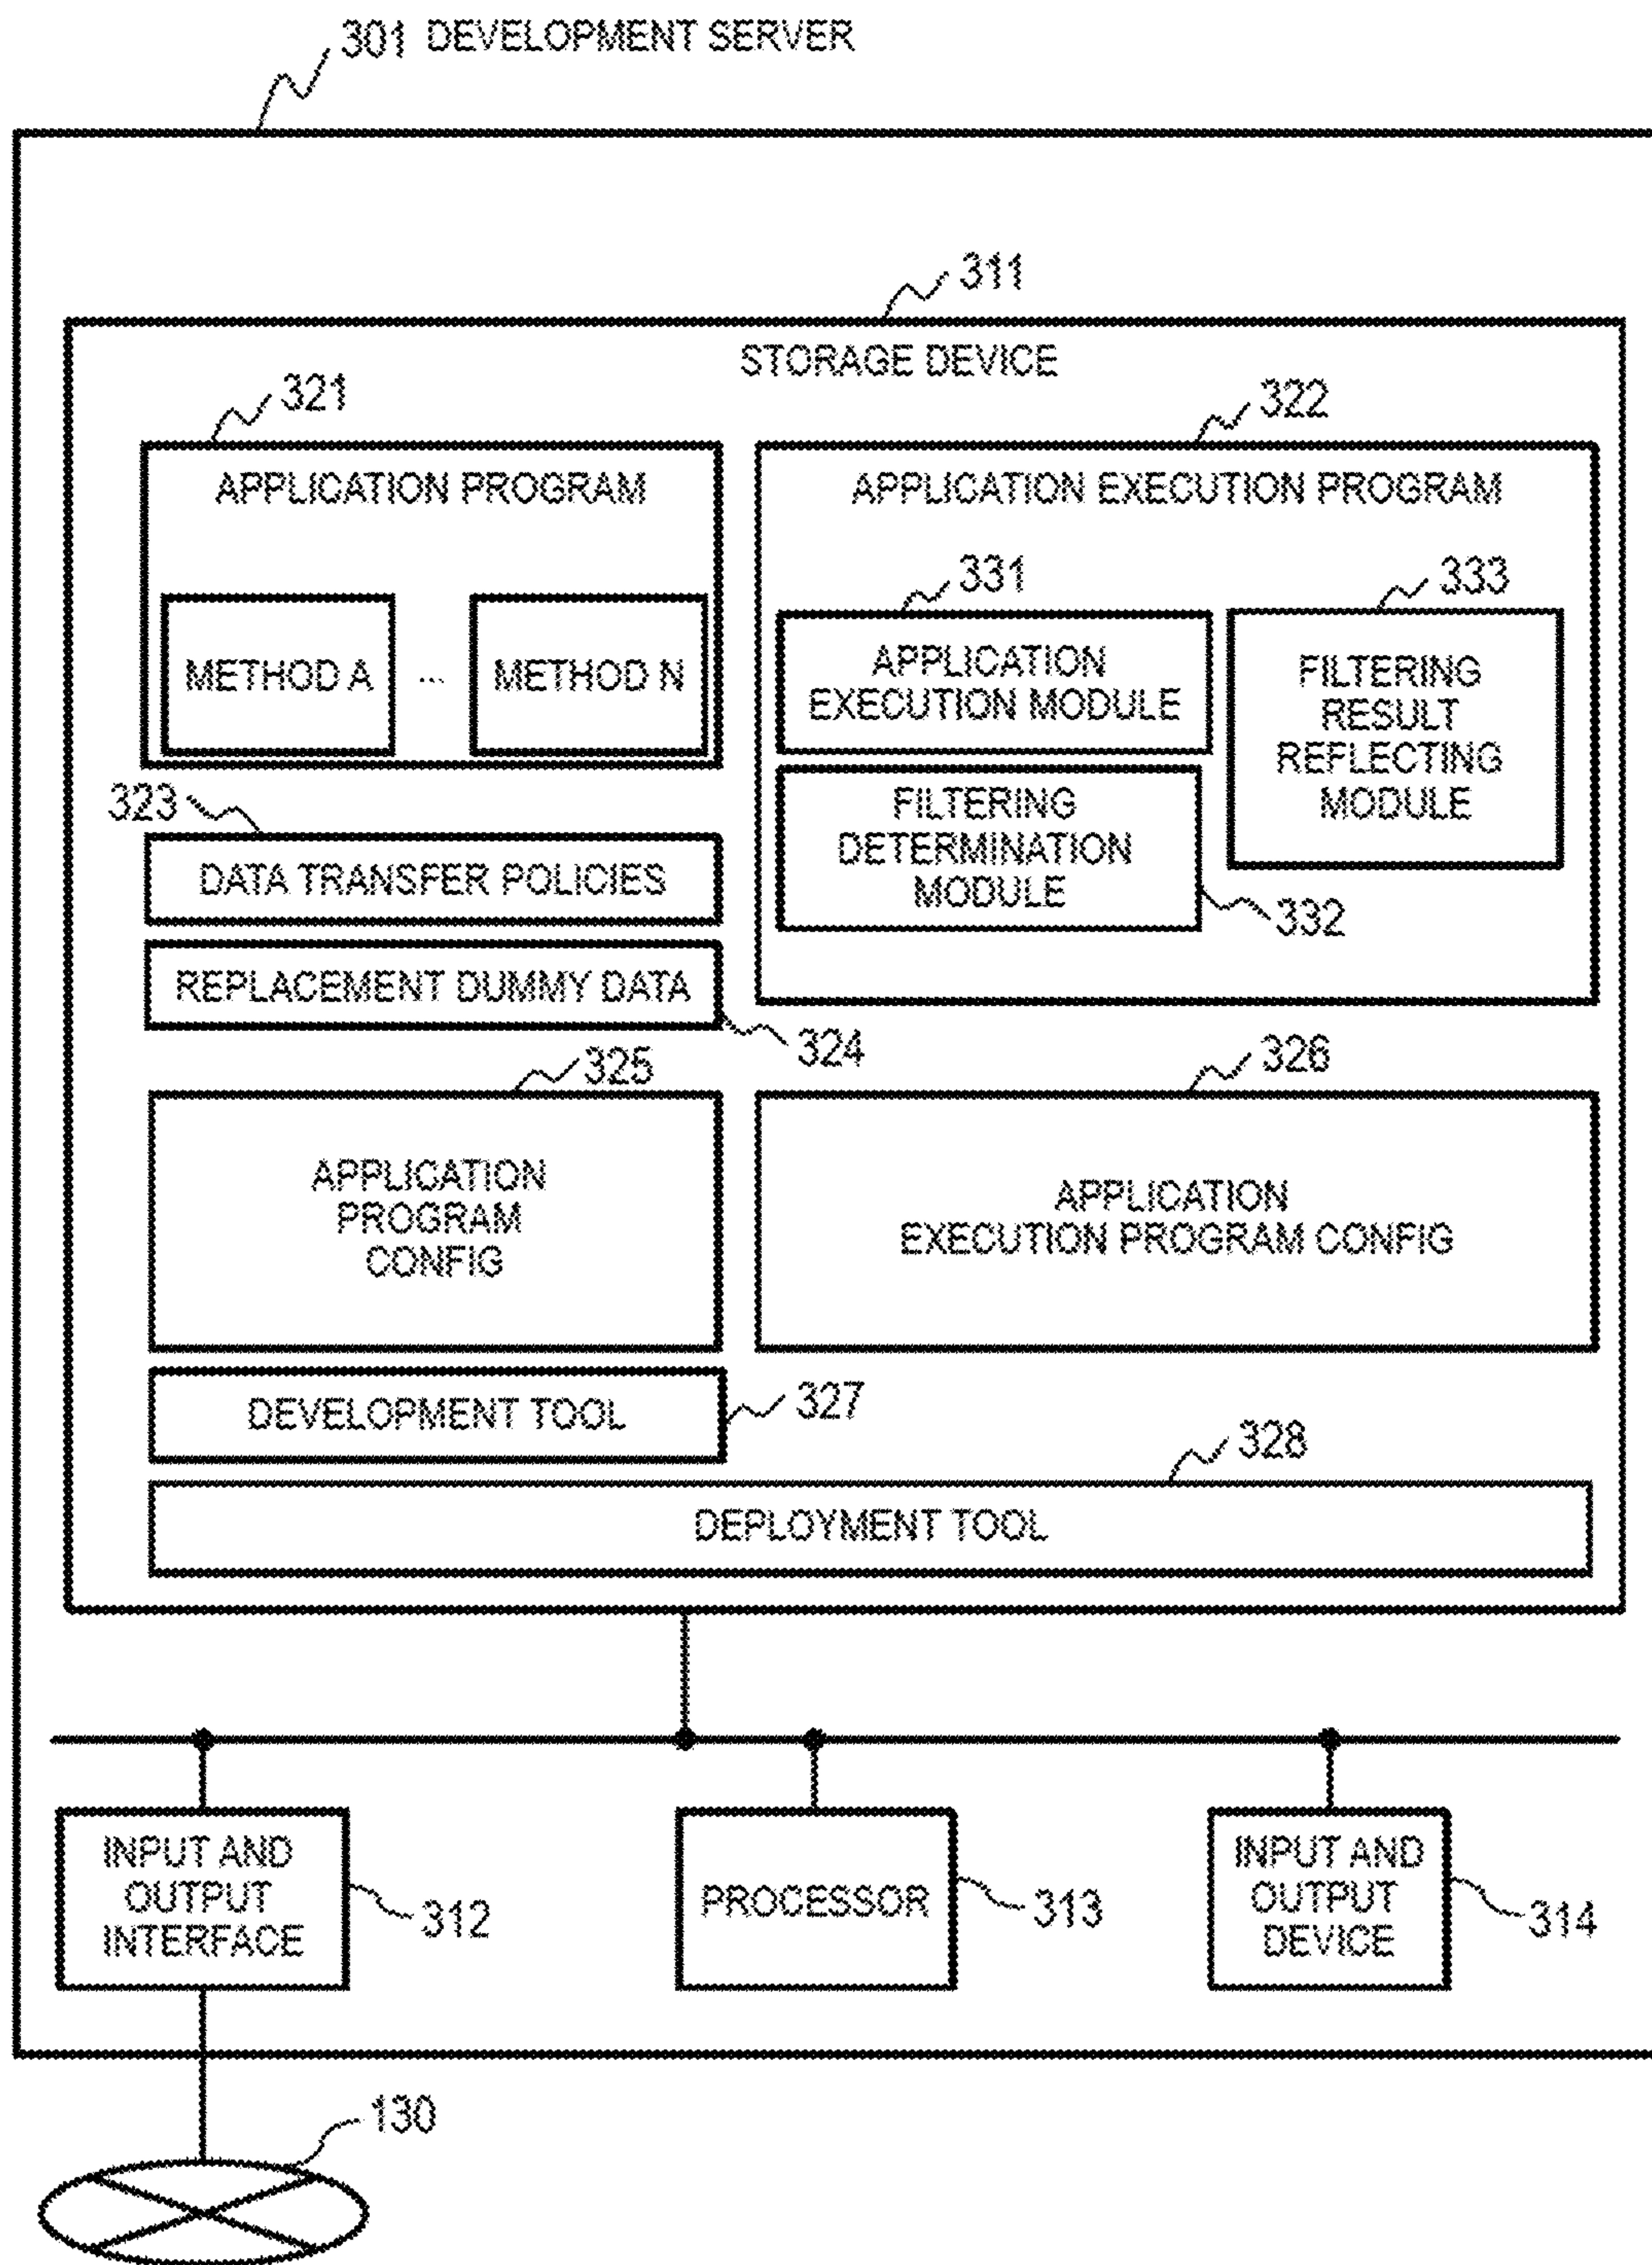 301 DEVELOPMENT SERVER
311
STORAGE DEVICE
321
322
APPLICATION PROGRAM
METHOD A
...
METHOD N
APPLICATION EXECUTION PROGRAM
331
APPLICATION
EXECUTION MODULE
333
FILTERING
RESULT
REFLECTING
MODULE
FILTERING
DETERMINATION
MODULE
332
323
DATA TRANSFER POLICIES
REPLACEMENT DUMMY DATA
324
325
APPLICATION
PROGRAM
CONFIG
326
APPLICATION
EXECUTION PROGRAM CONFIG
DEVELOPMENT TOOL
327
328
DEPLOYMENT TOOL
INPUT AND
OUTPUT
INTERFACE
312
PROCESSOR
313
INPUT AND
OUTPUT
DEVICE
314
130